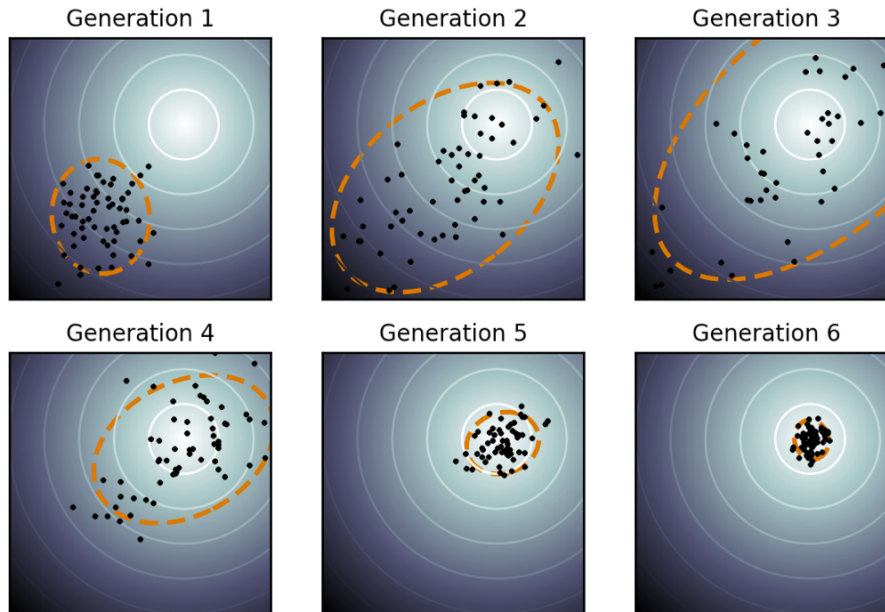 Generation 1
Generation 2
Generation 3
Generation 4
Generation 5
Generation 6